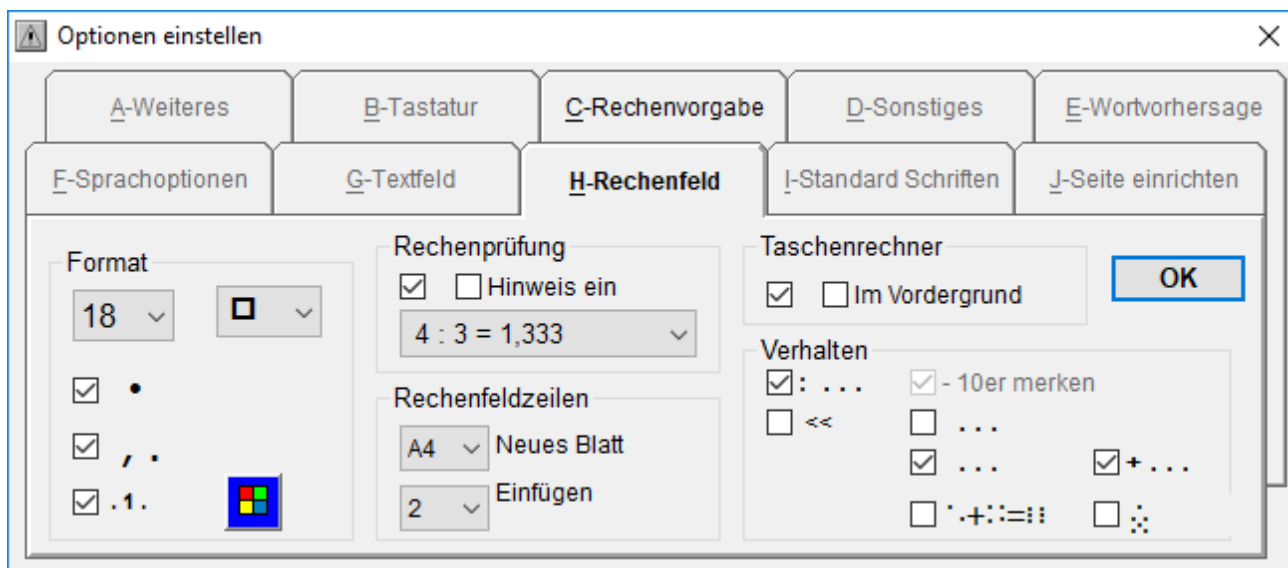 Optionen einstellen
A-Weiteres B-Tastatur C-Rechenvorgabe D-Sonstiges E-Wortvorhersage
F-Sprachoptionen G-Textfeld H-Rechenfeld I-Standard Schriften J-Seite einrichten
Format
18
•
, .
.1.
Rechenprüfung
Hinweis ein
4 : 3 = 1,333
Rechenfeldzeilen
A4 Neues Blatt
2 Einfügen
Taschenrechner
Im Vordergrund
OK
Verhalten
: ... - 10er merken
<< ...
... + ...